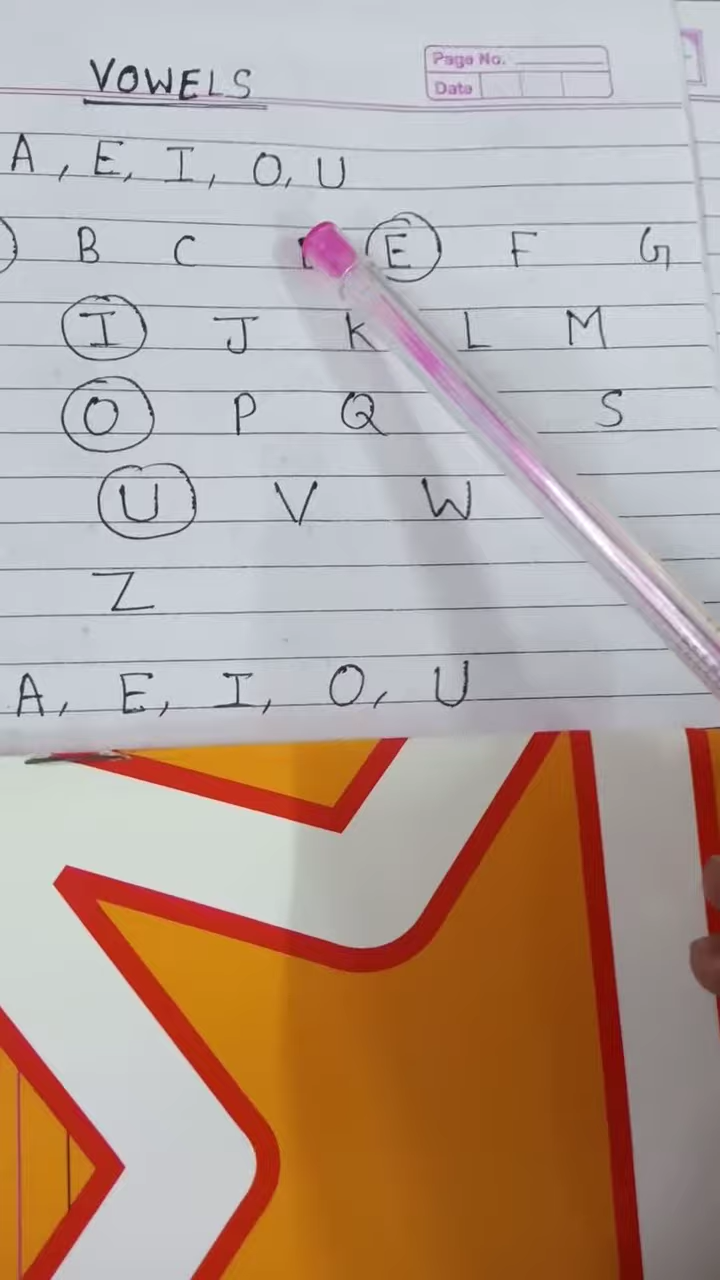 VOWELS
Page No.
Date
A, E, I, O, U
B C E F G
I J K L M
O P Q S
U V W
Z
A, E, I, O, U